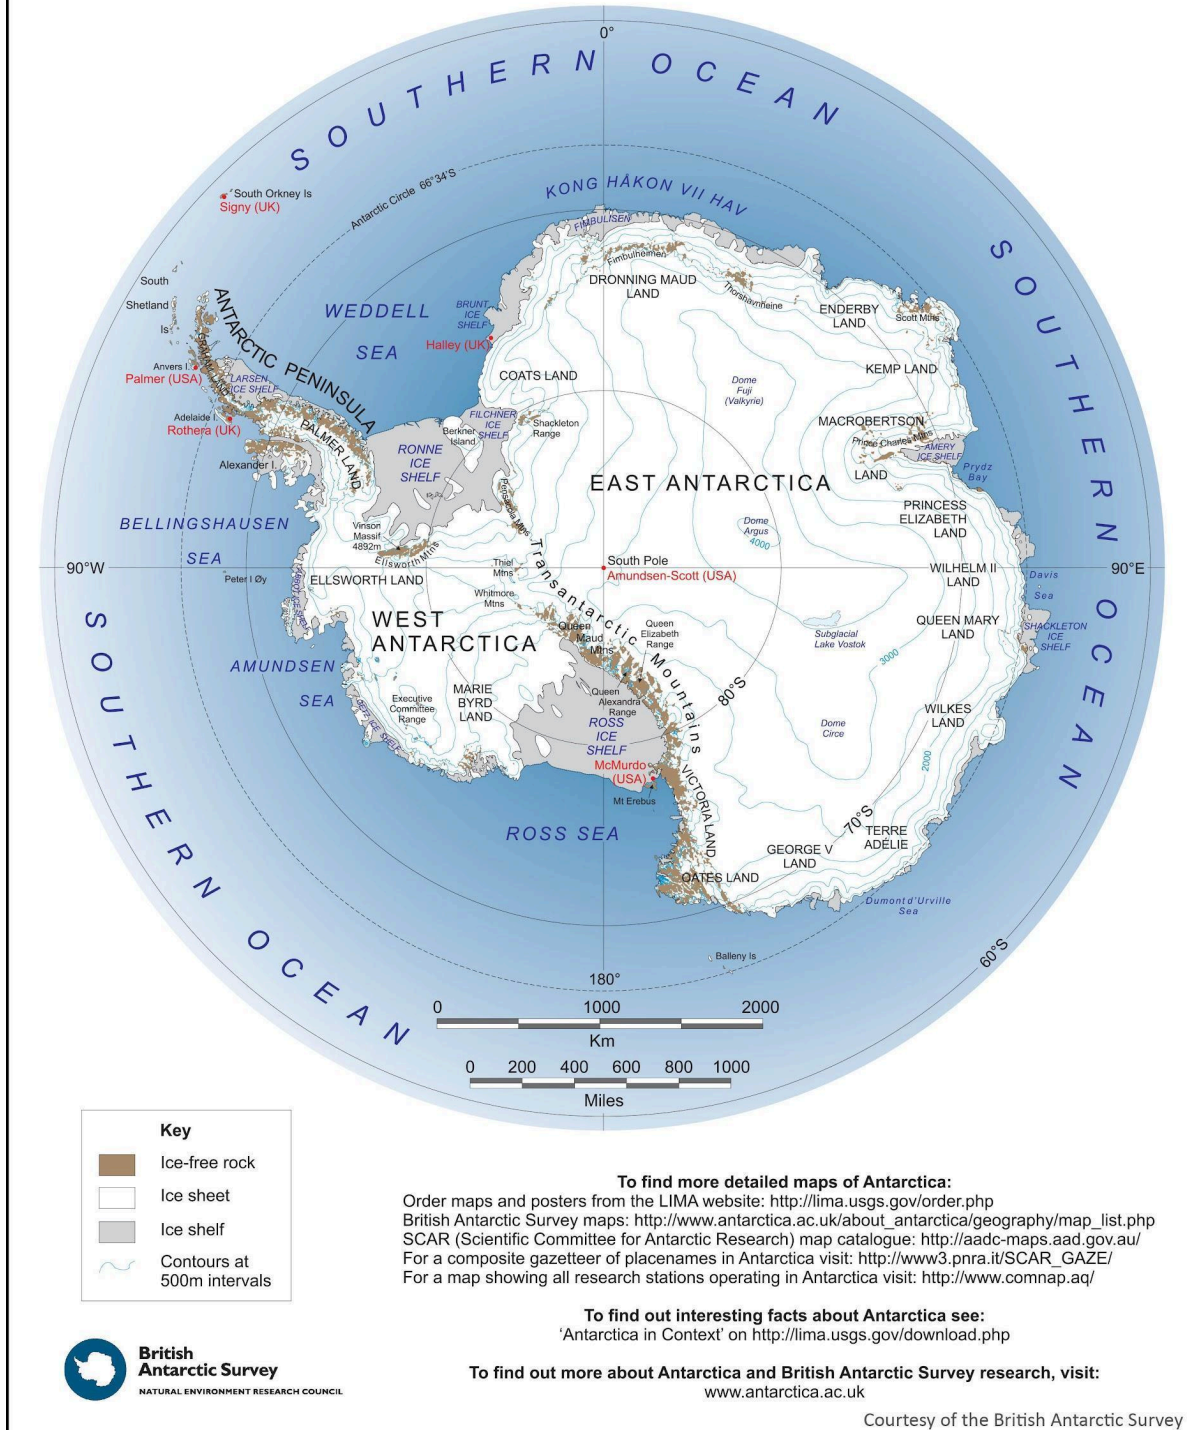 0°
SOUTHERN OCEAN
South Orkney Is
Signy (UK)
Antarctic Circle 66°34'S
KONG HÅKON VII HAV
FIMBULISEN
Fimbulheimen
DRONNING MAUD
LAND
Thorshavnheine
ENDERBY
LAND
Scott Mtns
KEMP LAND
South
Shetland
Is
ANTARCTIC PENINSULA
WEDDELL
SEA
BRUNT
ICE
SHELF
Halley (UK)
COATS LAND
Dome
Fuji
(Valkyrie)
Anvers I.
Palmer (USA)
GRAHAM LAND
LARSEN
ICE SHELF
Adelaide I.
Rothera (UK)
PALMER LAND
Alexander I.
FILCHNER
ICE
SHELF
Berkner
Island
Shackleton
Range
RONNE
ICE
SHELF
MACROBERTSON
Prince Charles Mtns
LAND
AMERY
ICE SHELF
Prydz
Bay
SOUTHERN OCEAN
EAST ANTARCTICA
Pensacola Mtns
PRINCESS
ELIZABETH
LAND
BELLINGSHAUSEN
SEA
Vinson
Massif
4892m
Ellsworth Mtns
Dome
Argus
4000
90°W
Peter I Øy
ELLSWORTH LAND
Thiel
Mtns
South Pole
Amundsen-Scott (USA)
WILHELM II
LAND
Davis
Sea
90°E
Whitmore
Mtns
Transantarctic Mountains
WEST
ANTARCTICA
Queen
Maud
Mtns
Queen
Elizabeth
Range
Subglacial
Lake Vostok
3000
QUEEN MARY
LAND
SHACKLETON
ICE
SHELF
ABBOT ICE SHELF
AMUNDSEN
SEA
GETZ ICE SHELF
Executive
Committee
Range
MARIE
BYRD
LAND
Queen
Alexandra
Range
80°S
ROSS
ICE
SHELF
Dome
Circe
WILKES
LAND
2000
McMurdo
(USA)
Mt Erebus
VICTORIA LAND
ROSS SEA
70°S
TERRE
ADÉLIE
GEORGE V
LAND
OATES LAND
Dumont d'Urville
Sea
SOUTHERN OCEAN
Balleny Is
60°S
180°
0 1000 2000
Km
0 200 400 600 800 1000
Miles
Key
Ice-free rock
Ice sheet
Ice shelf
Contours at
500m intervals
To find more detailed maps of Antarctica:
Order maps and posters from the LIMA website: http://lima.usgs.gov/order.php
British Antarctic Survey maps: http://www.antarctica.ac.uk/about_antarctica/geography/map_list.php
SCAR (Scientific Committee for Antarctic Research) map catalogue: http://aadc-maps.aad.gov.au/
For a composite gazetteer of placenames in Antarctica visit: http://www3.pnra.it/SCAR_GAZE/
For a map showing all research stations operating in Antarctica visit: http://www.comnap.aq/
To find out interesting facts about Antarctica see:
'Antarctica in Context' on http://lima.usgs.gov/download.php
To find out more about Antarctica and British Antarctic Survey research, visit:
www.antarctica.ac.uk
British
Antarctic Survey
NATURAL ENVIRONMENT RESEARCH COUNCIL
Courtesy of the British Antarctic Survey